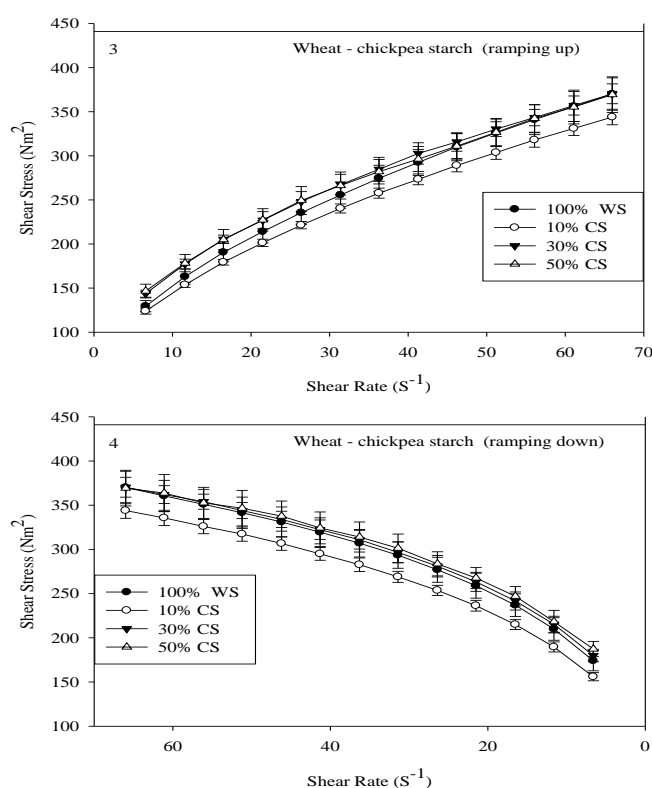 450
400
350
300
250
200
150
100
Shear Stress (Nm²)
3 Wheat - chickpea starch (ramping up)
100% WS
10% CS
30% CS
50% CS
0 10 20 30 40 50 60 70
Shear Rate (S⁻¹)
450
400
350
300
250
200
150
100
Shear Stress (Nm²)
4 Wheat - chickpea starch (ramping down)
100% WS
10% CS
30% CS
50% CS
60 40 20 0
Shear Rate (S⁻¹)